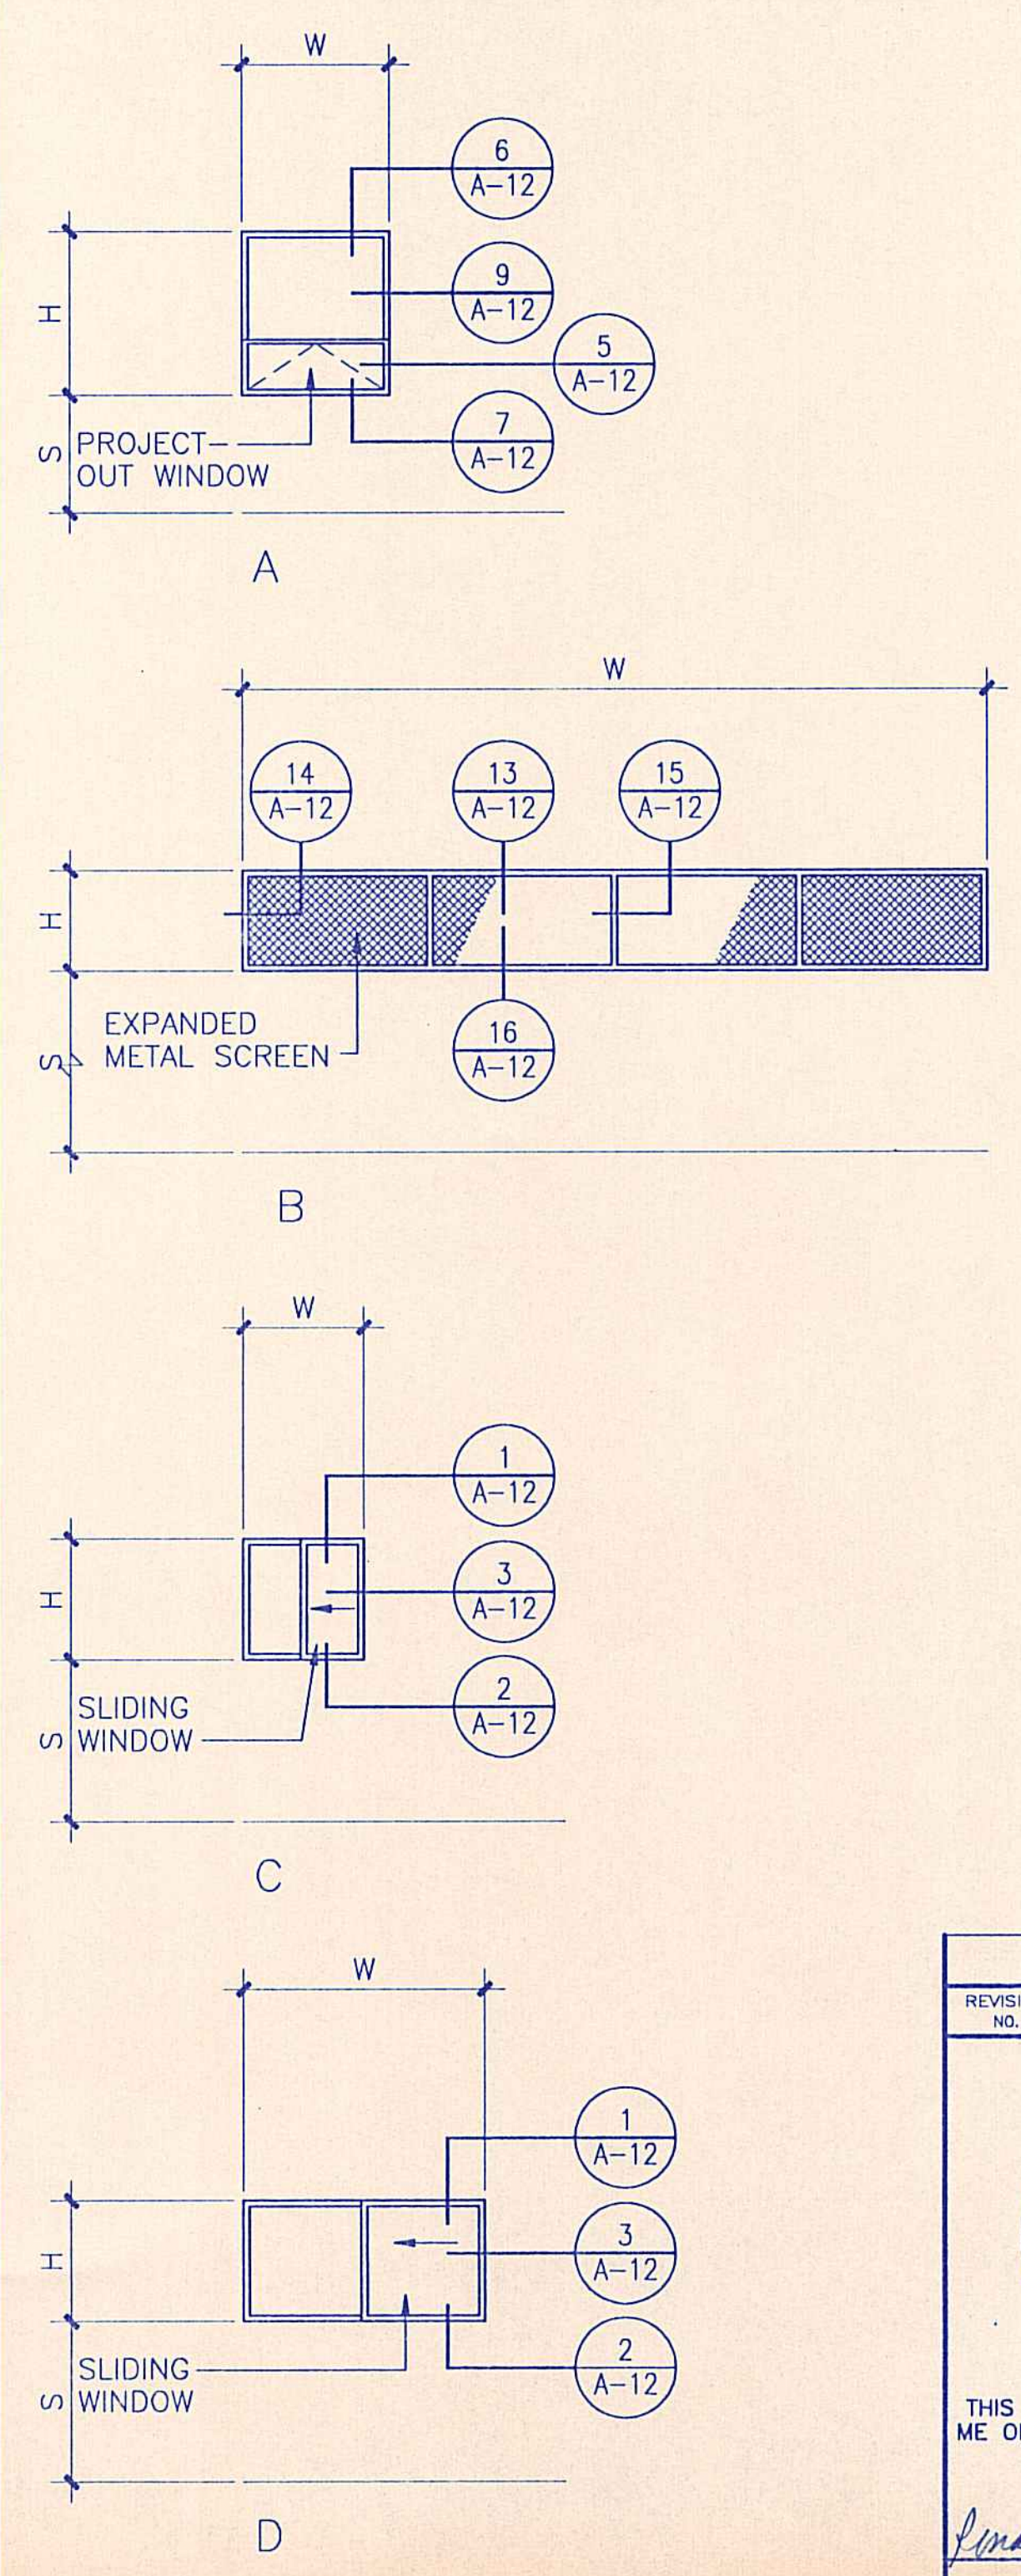 W
6
A-12
9
A-12
5
A-12
7
A-12
H
S
PROJECT-
OUT WINDOW
A
W
14
A-12
13
A-12
15
A-12
H
16
A-12
EXPANDED
METAL SCREEN
S
B
W
1
A-12
3
A-12
2
A-12
H
SLIDING
WINDOW
S
C
W
1
A-12
3
A-12
2
A-12
H
SLIDING
WINDOW
S
D
REVISI
NO.
THIS
ME O